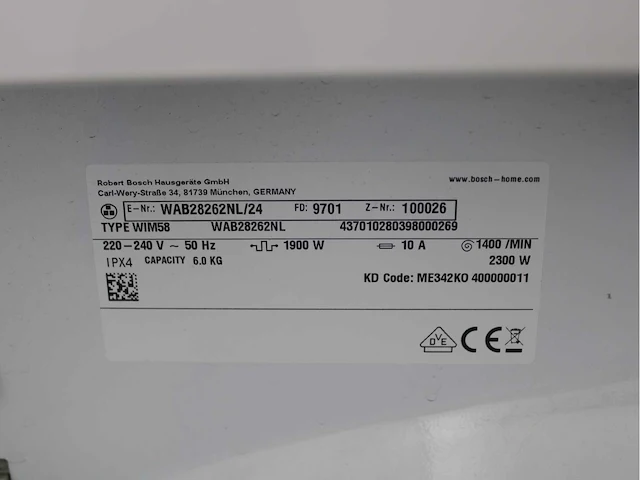 Robert Bosch Hausgeräte GmbH
Carl-Wery-Straße 34, 81739 München, GERMANY
www.bosch-home.com
E-Nr.: WAB28262NL/24 FD: 9701 Z-Nr.: 100026
TYPE WIM58 WAB28262NL 437010280398000269
220-240 V ~ 50 Hz 1900 W 10 A 1400 /MIN
IPX4 CAPACITY 6.0 KG 2300 W
KD Code: ME342KO 400000011
DVE CE